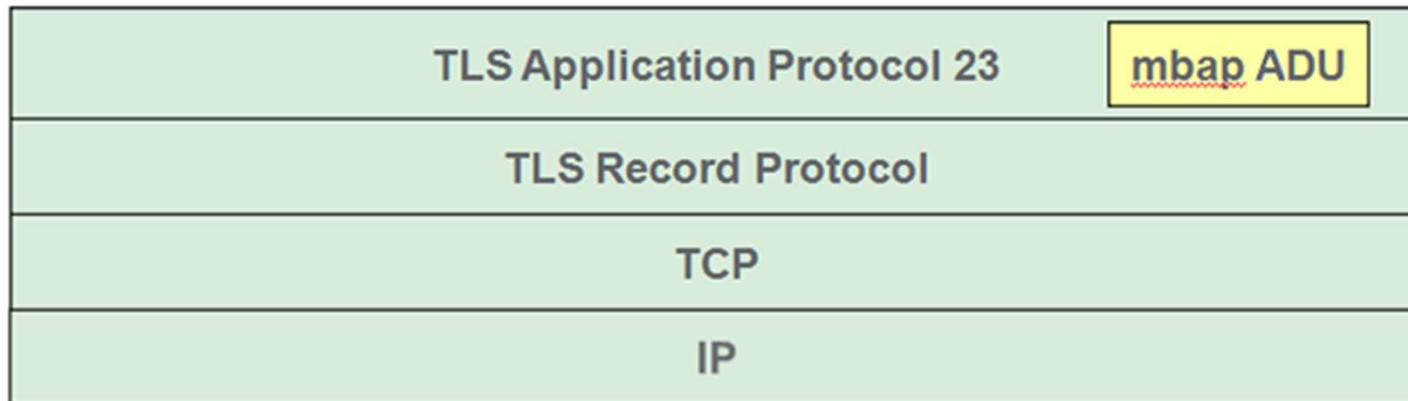 TLS Application Protocol 23
mbap ADU
TLS Record Protocol
TCP
IP